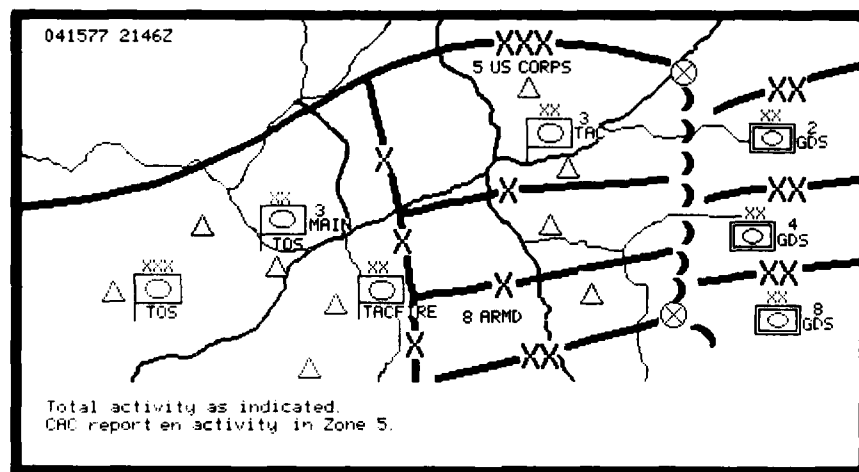 041577 2146Z
XXX
5 US CORPS
XX
XX
3
TAC
XX
2
GDS
X
X
XX
XX
3
MAIN
TOS
X
XX
4
GDS
XXX
TOS
XX
TACFIRE
X
8 ARMD
XX
XX
8
GDS
X
XX
Total activity as indicated.
CAC report en activity in Zone 5.